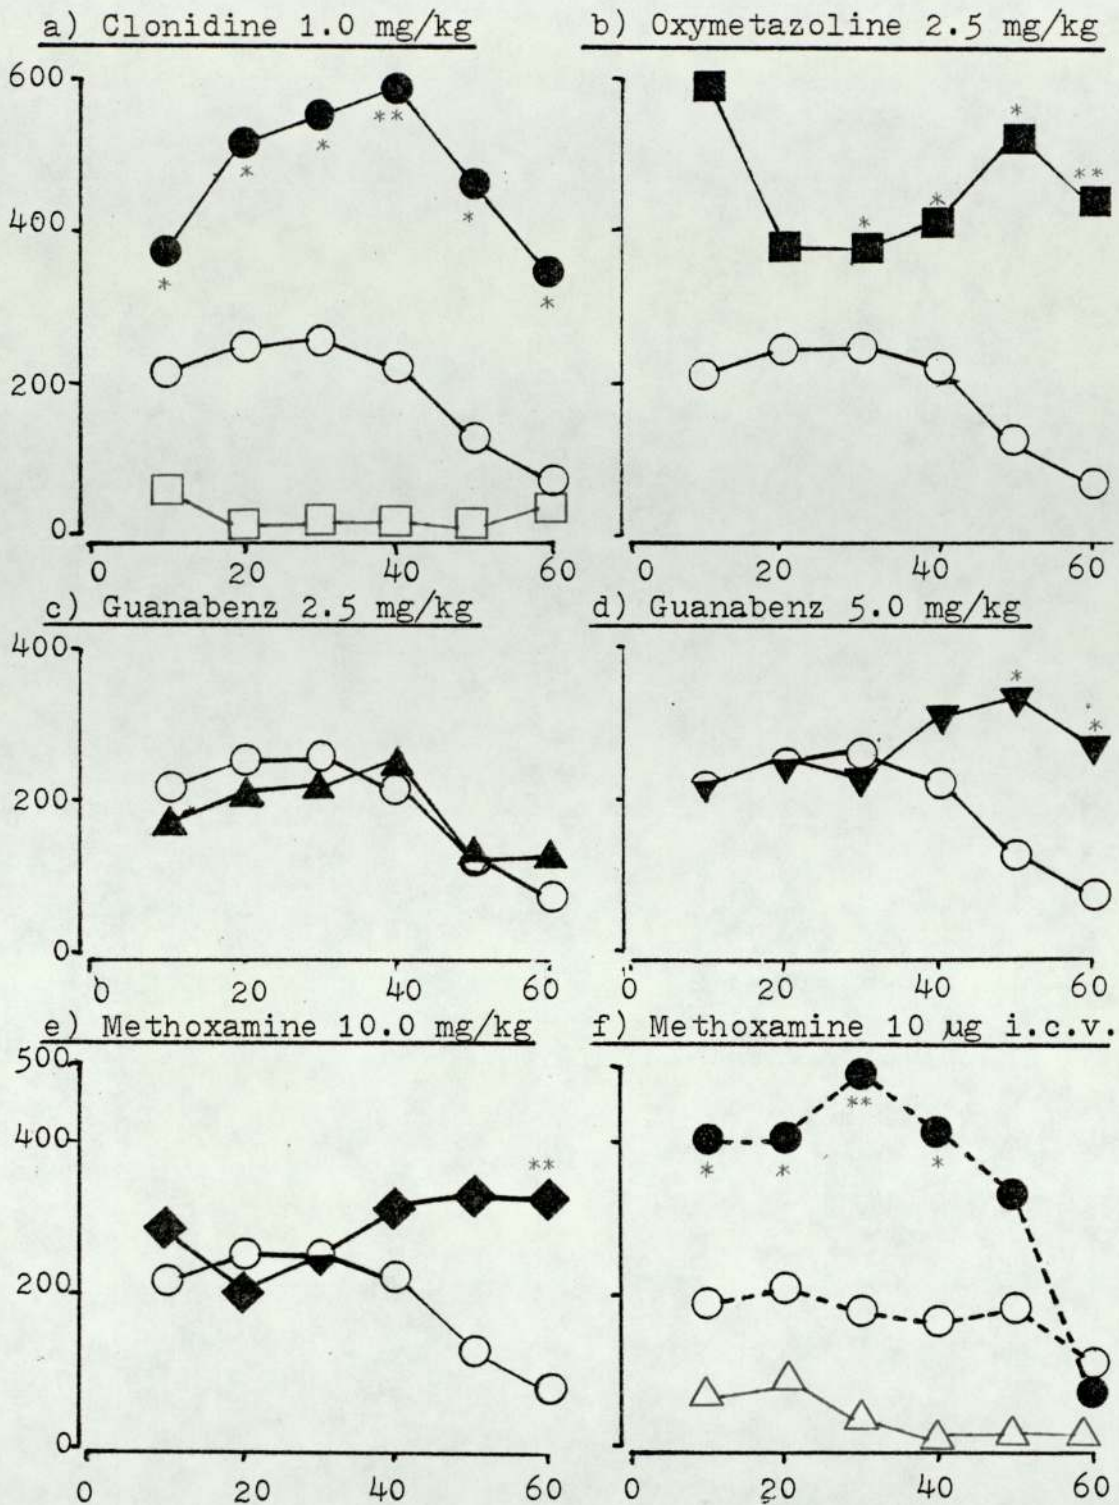 a) Clonidine 1.0 mg/kg
b) Oxymetazoline 2.5 mg/kg
600
400
200
0
* * * ** * *
* * * **
0 20 40 60
0 20 40 60
c) Guanabenz 2.5 mg/kg
d) Guanabenz 5.0 mg/kg
400
200
0
* *
0 20 40 60
0 20 40 60
e) Methoxamine 10.0 mg/kg
f) Methoxamine 10 µg i.c.v.
500
400
200
0
**
* * ** *
0 20 40 60
0 20 40 60